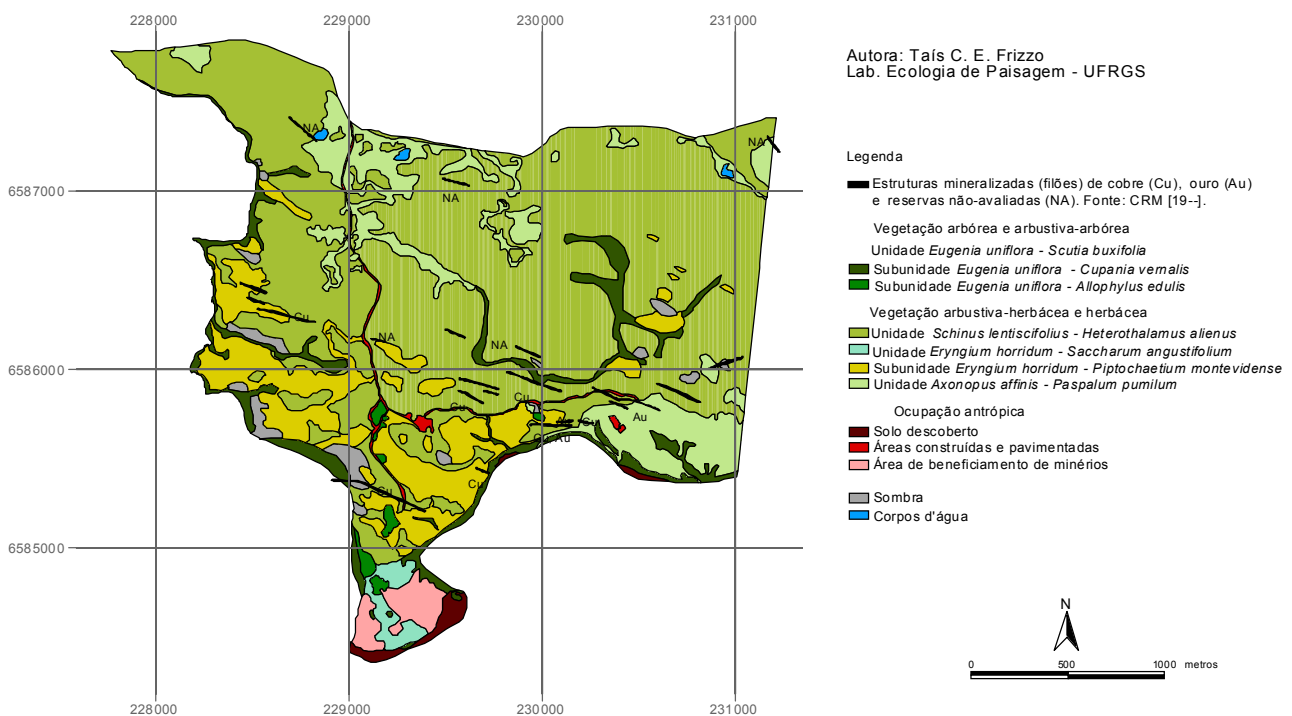 228000 229000 230000 231000
Autora: Taís C. E. Frizzo
Lab. Ecologia de Paisagem - UFRGS
NA
NA
Legenda
6587000
NA
Estruturas mineralizadas (filões) de cobre (Cu), ouro (Au)
e reservas não-avaliadas (NA). Fonte: CRM [19--].
Vegetação arbórea e arbustiva-arbórea
Unidade Eugenia uniflora - Scutia buxifolia
Subunidade Eugenia uniflora - Cupania vernalis
Subunidade Eugenia uniflora - Allophylus edulis
Vegetação arbustiva-herbácea e herbácea
Unidade Schinus lentiscifolius - Heterothalamus alienus
Unidade Eryngium horridum - Saccharum angustifolium
Subunidade Eryngium horridum - Piptochaetium montevidense
Unidade Axonopus affinis - Paspalum pumilum
Cu
NA
NA
Cu
6586000
Cu
Cu
Au
Cu
Cu Au
Cu
Cu
Ocupação antrópica
Solo descoberto
Áreas construídas e pavimentadas
Área de beneficiamento de minérios
Sombra
Corpos d'água
6585000
N
0 500 1000 metros
228000 229000 230000 231000